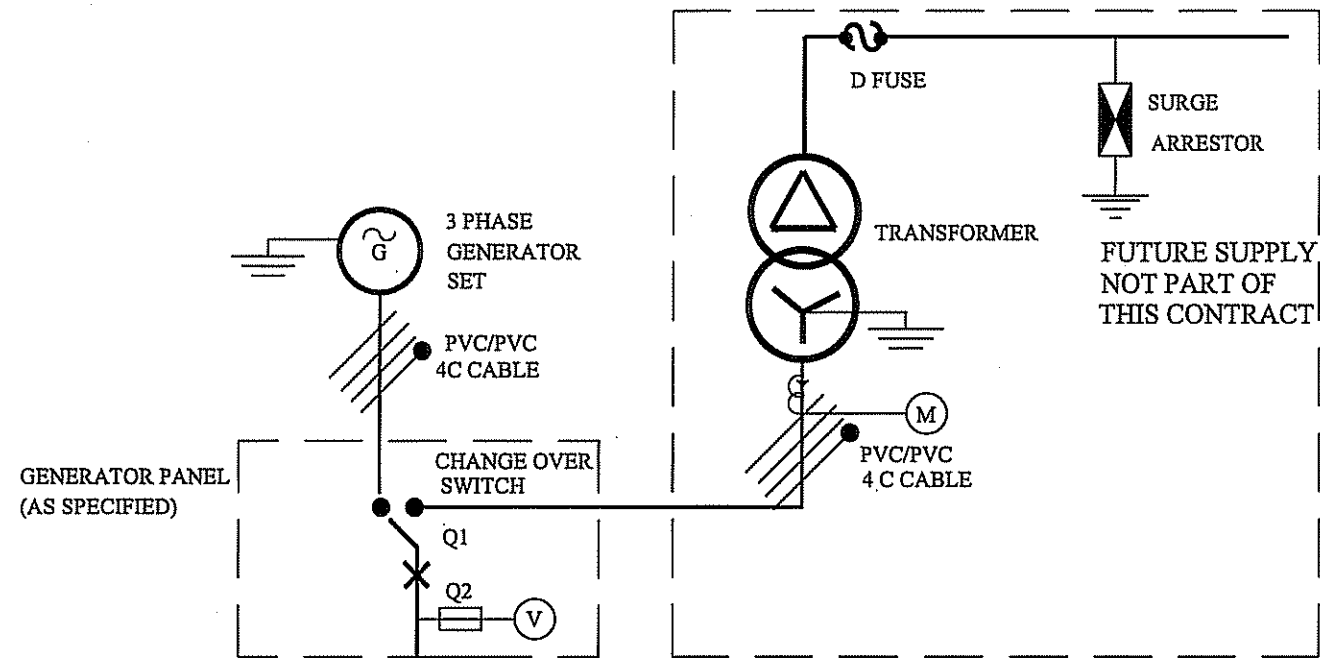 D FUSE
SURGE
ARRESTOR
3 PHASE
GENERATOR
SET
G
TRANSFORMER
FUTURE SUPPLY
NOT PART OF
THIS CONTRACT
PVC/PVC
4C CABLE
M
PVC/PVC
4 C CABLE
GENERATOR PANEL
(AS SPECIFIED)
CHANGE OVER
SWITCH
Q1
Q2
V